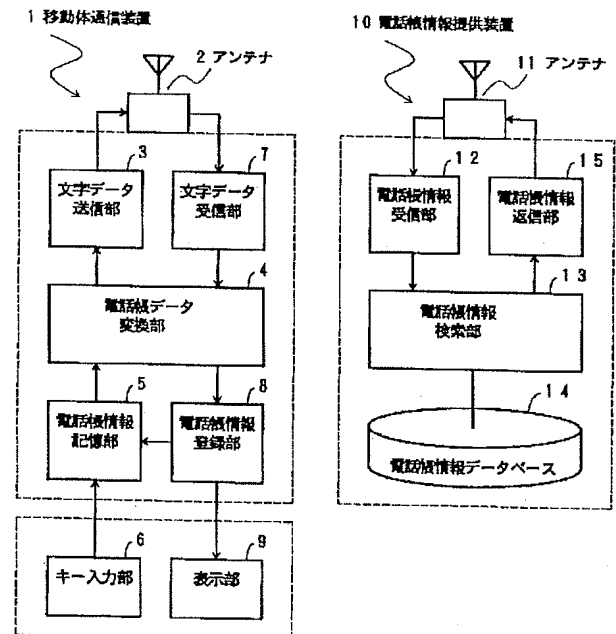 1 移動体通信装置
2 アンテナ
3
文字データ
送信部
7
文字データ
受信部
4
電話帳データ
変換部
5
電話帳情報
記憶部
8
電話帳情報
登録部
6
キー入力部
9
表示部
10 電話帳情報提供装置
11 アンテナ
12
電話帳情報
受信部
15
電話帳情報
返信部
13
電話帳情報
検索部
14
電話帳情報データベース